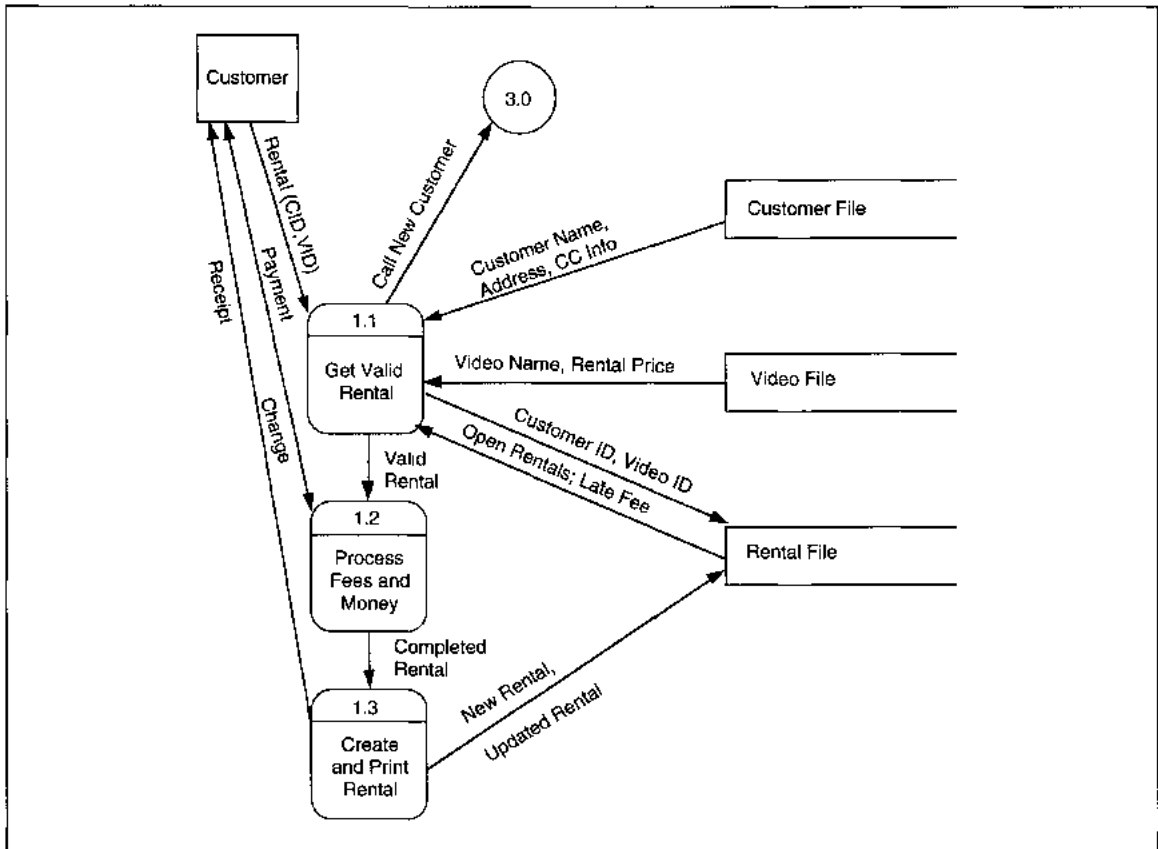 Customer
3.0
Rental (CID,VID)
Call New Customer
Customer File
Customer Name,
Address, CC Info
Receipt
Payment
1.1
Get Valid
Rental
Video Name, Rental Price
Video File
Change
Customer ID, Video ID
Open Rentals; Late Fee
Valid
Rental
1.2
Process
Fees and
Money
Rental File
Completed
Rental
New Rental,
Updated Rental
1.3
Create
and Print
Rental